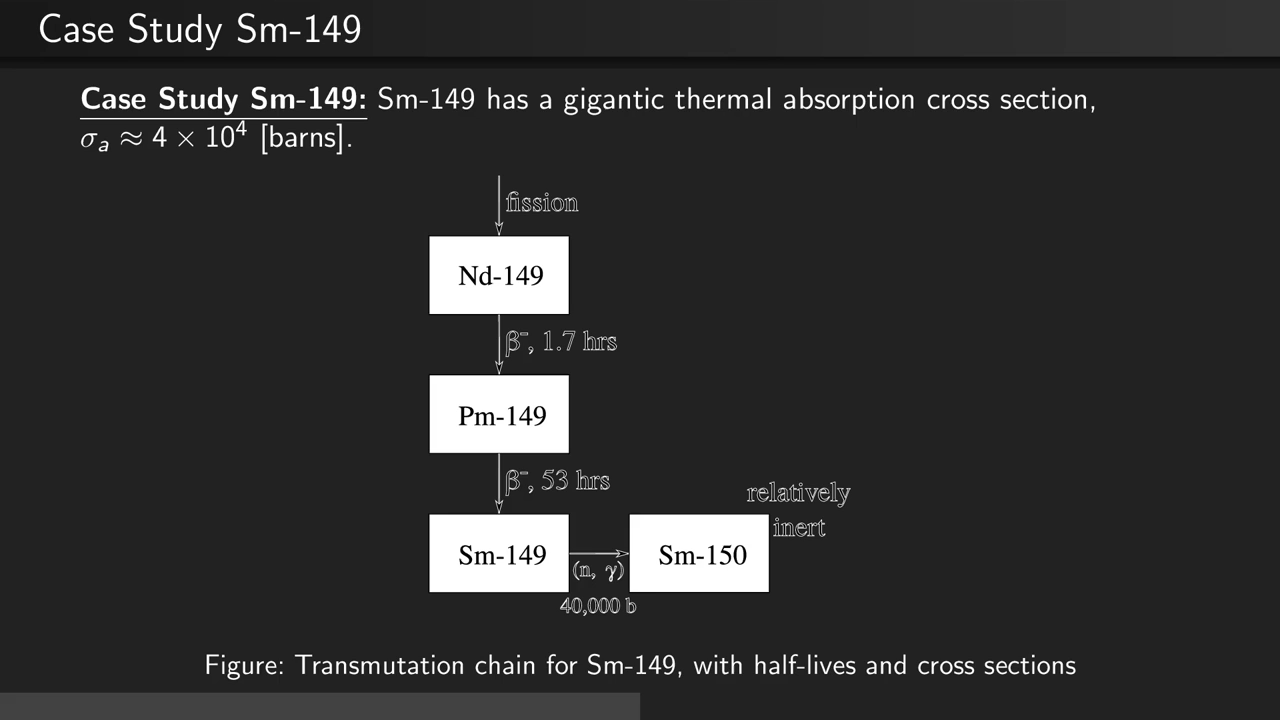 Case Study Sm-149
Case Study Sm-149: Sm-149 has a gigantic thermal absorption cross section,
σₐ ≈ 4 × 10⁴ [barns].
fission
Nd-149
β⁻, 1.7 hrs
Pm-149
β⁻, 53 hrs
relatively
inert
Sm-149
Sm-150
(n, γ)
40,000 b
Figure: Transmutation chain for Sm-149, with half-lives and cross sections